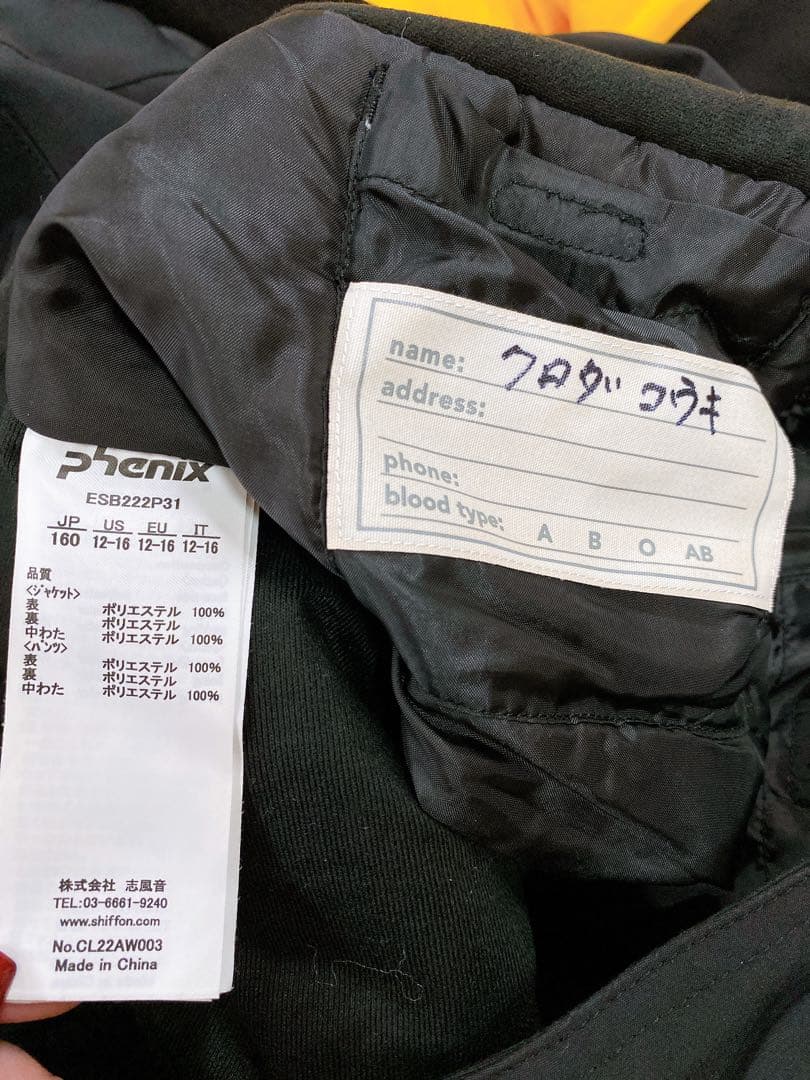 phenix
ESB222P31
JP US EU IT
160 12-16 12-16 12-16
品質
<ジャケット>
表 ポリエステル 100%
裏 ポリエステル
中わた ポリエステル 100%
<パンツ>
表 ポリエステル 100%
裏 ポリエステル
中わた ポリエステル 100%
株式会社 志風音
TEL:03-6661-9240
www.shiffon.com
No.CL22AW003
Made in China
name: クロダ コウキ
address:
phone:
blood type: A B O AB